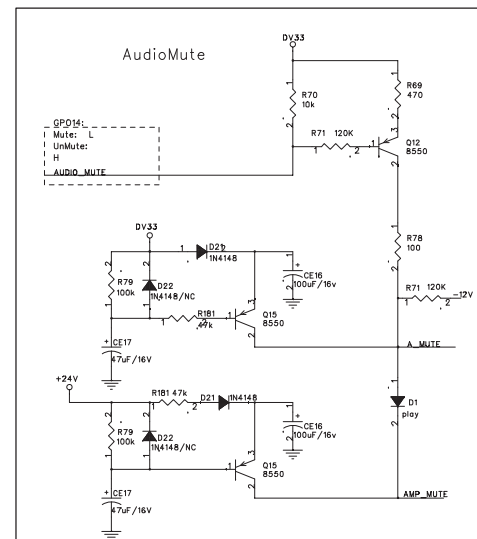 AudioMute
DV33
R70
10k
R69
470
GPO14:
Mute: L
UnMute:
H
AUDIO_MUTE
R71 120K
1 2
1
Q12
8550
R78
100
DV33
D21
1N4148
R79
100k
D22
1N4148/NC
CE16
100uF/16v
R181
47k
Q15
8550
R71 120K
-12V
A_MUTE
CE17
47uF/16V
+24V
R181 47k
D21
1N4148
D1
play
R79
100k
D22
1N4148/NC
CE16
100uF/16v
Q15
8550
AMP_MUTE
CE17
47uF/16V